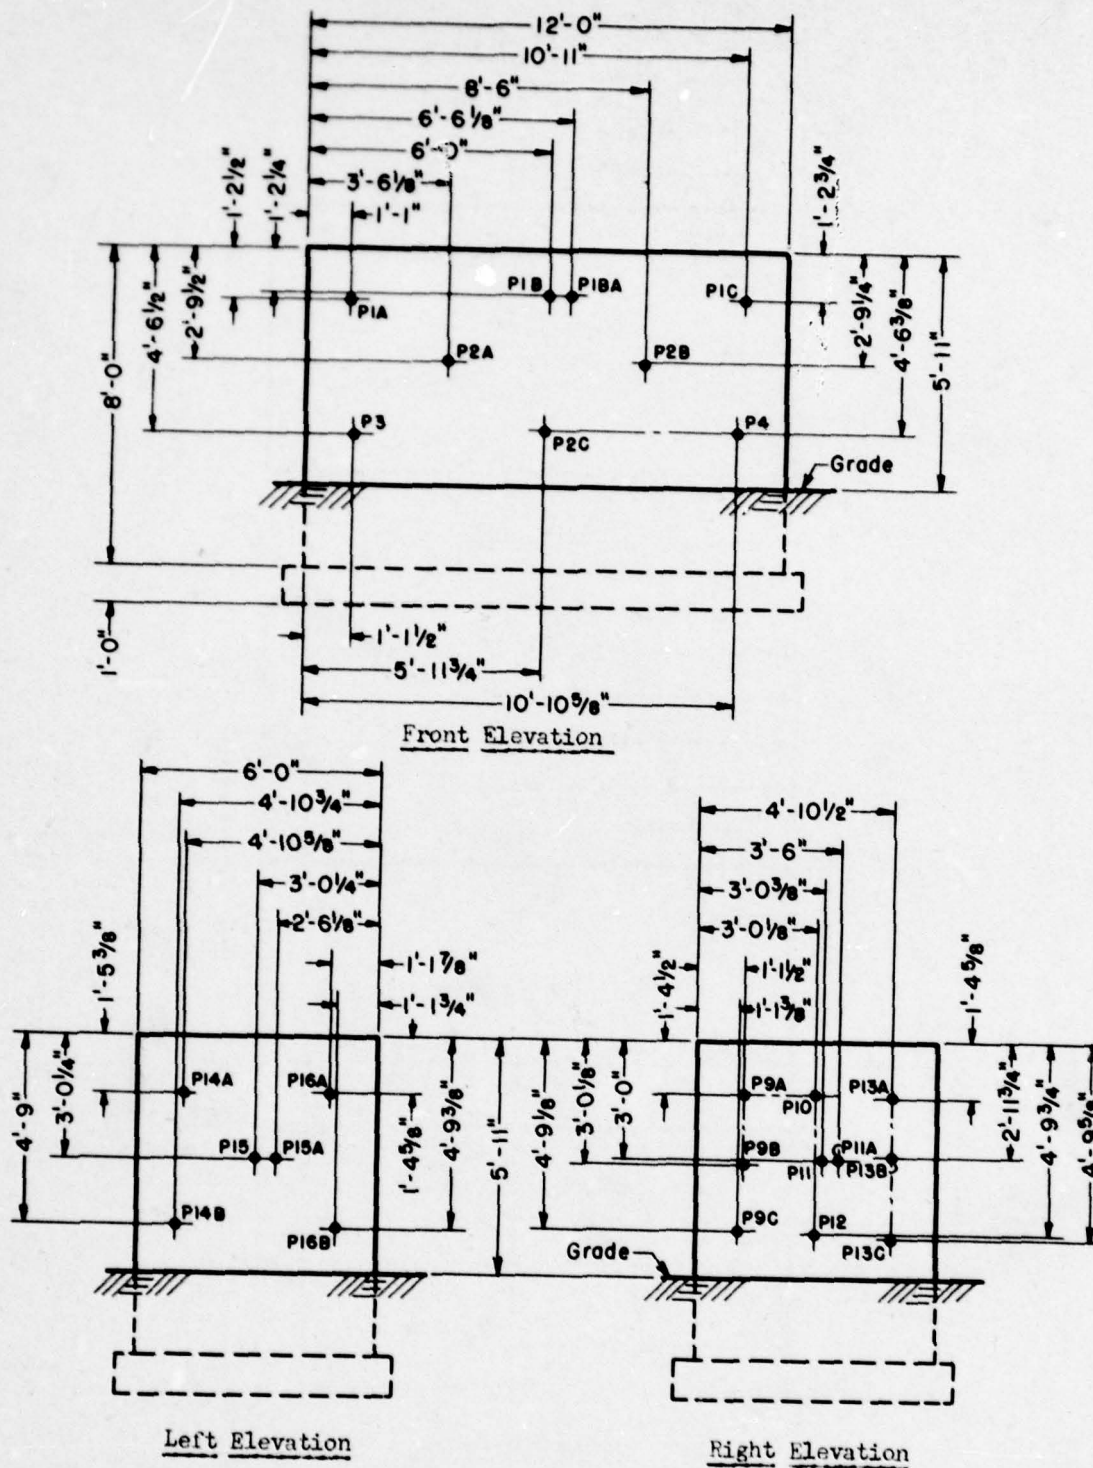 12'-0"
10'-11"
8'-6"
6'-6 1/8"
6'-0"
3'-6 1/8"
1'-1"
1'-2 1/2"
1'-2 1/4"
1'-2 3/4"
8'-0"
4'-6 1/2"
2'-9 1/2"
P1A
P1B
P1BA
P1C
P2A
P2B
P3
P2C
P4
2'-9 1/4"
4'-6 3/8"
5'-11"
Grade
1'-0"
1'-1 1/2"
5'-11 3/4"
10'-10 5/8"
Front Elevation
6'-0"
4'-10 3/4"
4'-10 5/8"
3'-0 1/4"
2'-6 1/8"
1'-1 7/8"
1'-1 3/4"
1'-5 3/8"
4'-9"
3'-0 1/4"
P14A
P16A
P15
P15A
P14B
P16B
1'-4 5/8"
4'-9 3/8"
5'-11"
Left Elevation
4'-10 1/2"
3'-6"
3'-0 3/8"
3'-0 1/8"
1'-1 1/2"
1'-1 3/8"
1'-4 1/2"
1'-4 5/8"
4'-9 1/8"
3'-0 1/8"
3'-0"
P9A
P10
P13A
P9B
P11
P11A
P13B
P9C
P12
P13C
Grade
2'-11 3/4"
4'-9 3/4"
4'-9 5/8"
Right Elevation